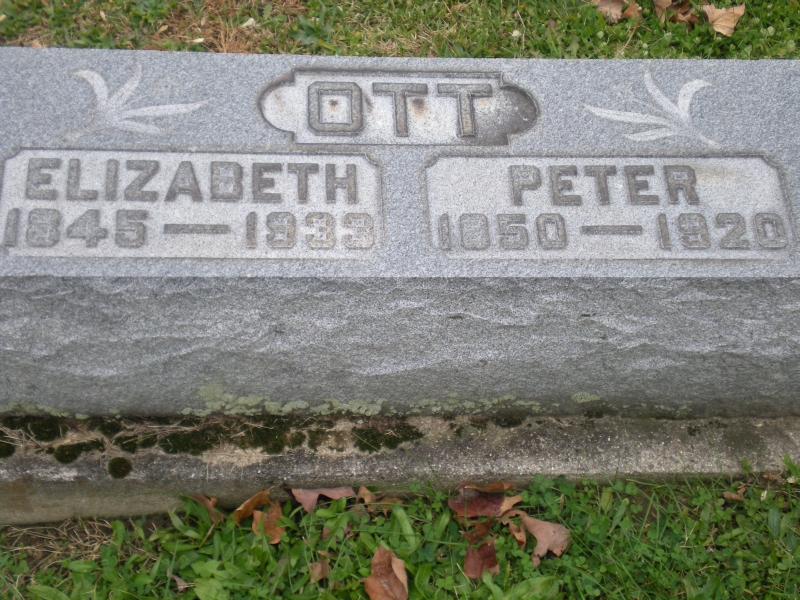 OTT
ELIZABETH
1845 — 1933
PETER
1850 — 1920